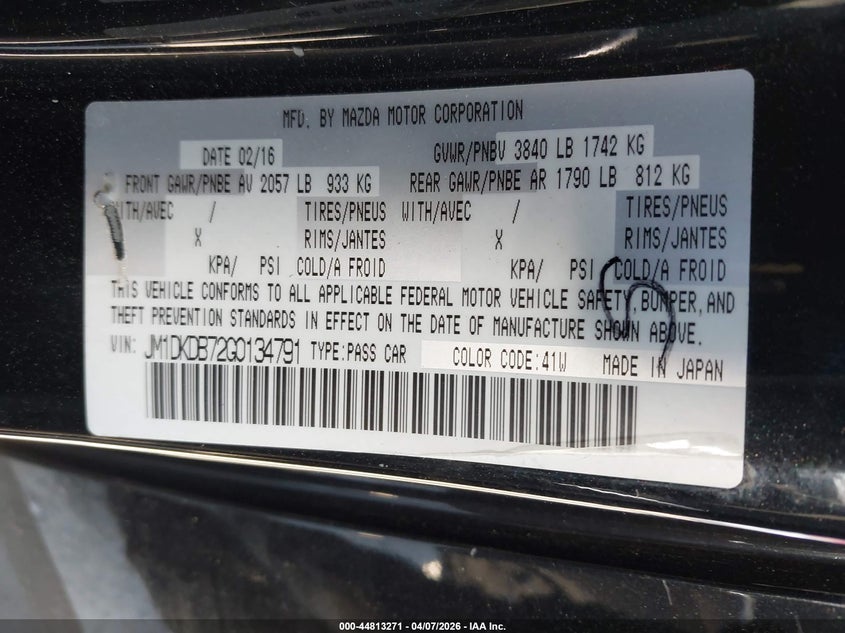 MFD. BY MAZDA MOTOR CORPORATION
DATE 02/16 GVWR/PNBV 3840 LB 1742 KG
FRONT GAWR/PNBE AV 2057 LB 933 KG REAR GAWR/PNBE AR 1790 LB 812 KG
WITH/AVEC / TIRES/PNEUS WITH/AVEC / TIRES/PNEUS
X RIMS/JANTES X RIMS/JANTES
KPA/ PSI COLD/A FROID KPA/ PSI COLD/A FROID
THIS VEHICLE CONFORMS TO ALL APPLICABLE FEDERAL MOTOR VEHICLE SAFETY, BUMPER, AND
THEFT PREVENTION STANDARDS IN EFFECT ON THE DATE OF MANUFACTURE SHOWN ABOVE.
VIN: JM1DKDB72G0134791 TYPE:PASS CAR COLOR CODE:41W MADE IN JAPAN
000-44813271 - 04/07/2026 - IAA Inc.